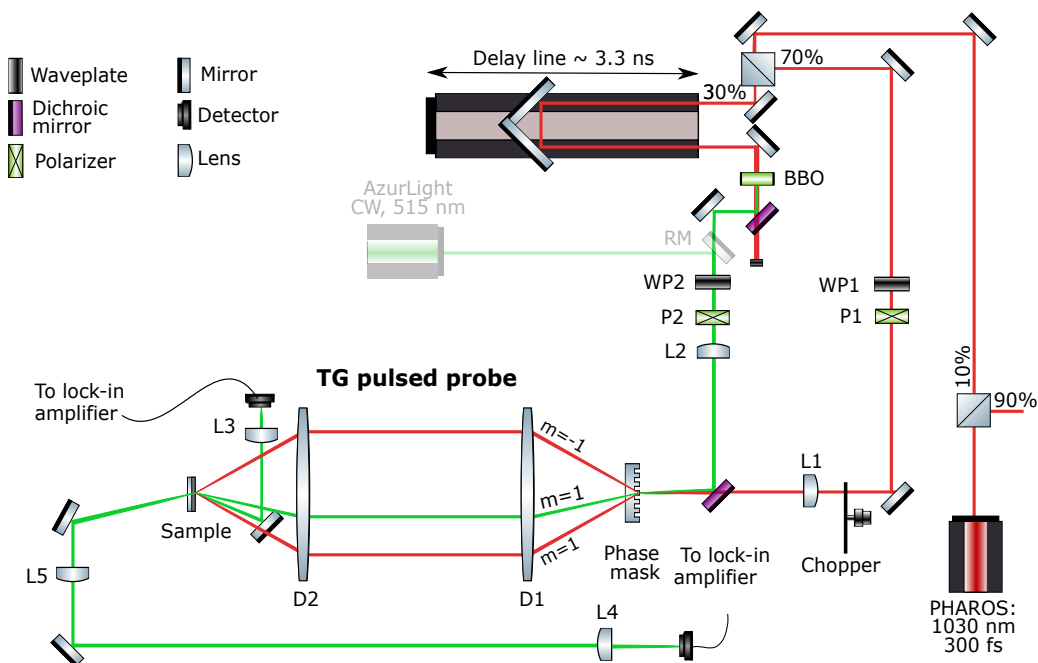 Waveplate
Dichroic
mirror
Polarizer
Mirror
Detector
Lens
Delay line ~ 3.3 ns
70%
30%
BBO
AzurLight
CW, 515 nm
RM
WP2
P2
L2
WP1
P1
10%
90%
TG pulsed probe
To lock-in
amplifier
L3
m=-1
m=1
m=1
L1
Sample
Phase
mask
Chopper
To lock-in
amplifier
L5
D2
D1
L4
PHAROS:
1030 nm
300 fs